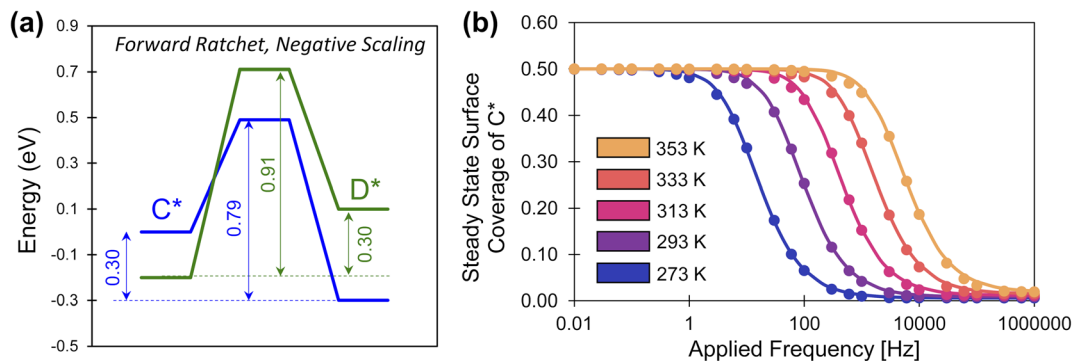 (a)
Forward Ratchet, Negative Scaling
Energy (eV)
0.9
0.7
0.5
0.3
0.1
-0.1
-0.3
-0.5
C*
D*
0.30
0.79
0.91
0.30
(b)
Steady State Surface
Coverage of C*
0.60
0.50
0.40
0.30
0.20
0.10
0.00
353 K
333 K
313 K
293 K
273 K
0.01 1 100 10000 1000000
Applied Frequency [Hz]